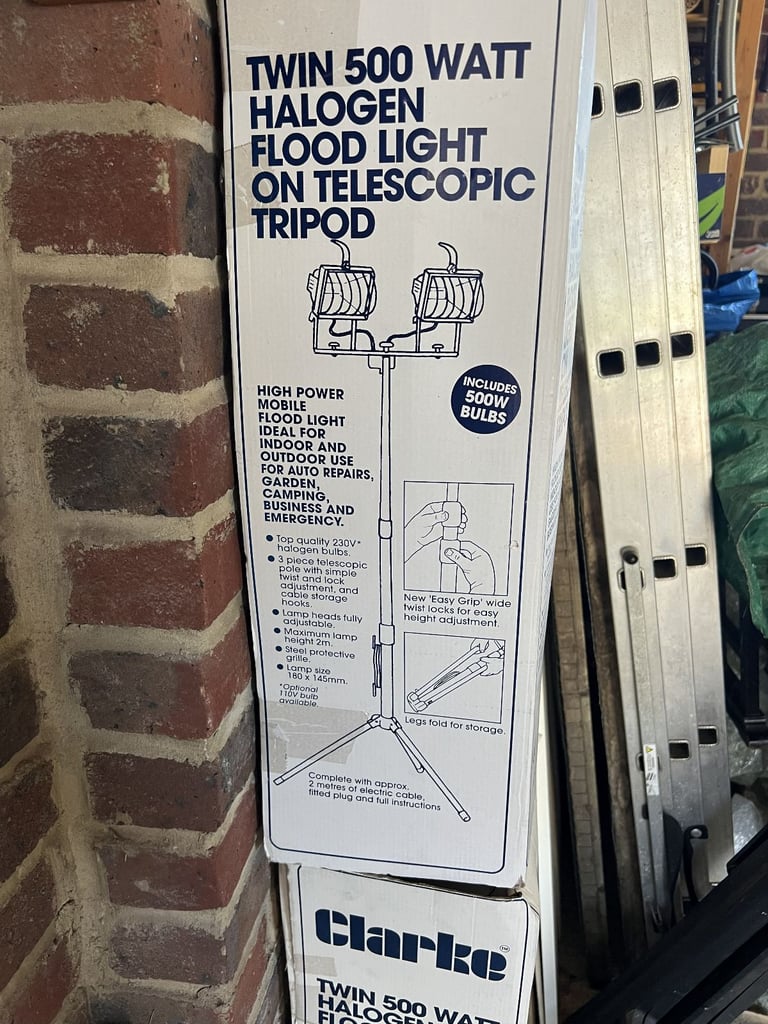 TWIN 500 WATT
HALOGEN
FLOOD LIGHT
ON TELESCOPIC
TRIPOD
INCLUDES
500W
BULBS
HIGH POWER
MOBILE
FLOOD LIGHT
IDEAL FOR
INDOOR AND
OUTDOOR USE
FOR AUTO REPAIRS,
GARDEN,
CAMPING,
BUSINESS AND
EMERGENCY.
● Top quality 230V*
halogen bulbs.
● 3 piece telescopic
pole with simple
twist and lock
adjustment, and
cable storage
hooks.
● Lamp heads fully
adjustable.
● Maximum lamp
height 2m.
● Steel protective
grille.
● Lamp size
180 x 145mm.
*Optional
110V bulb
available.
New 'Easy Grip' wide
twist locks for easy
height adjustment.
Legs fold for storage.
Complete with approx.
2 metres of electric cable,
fitted plug and full instructions
Clarke™
TWIN 500 WATT
HALOGEN
FLOO